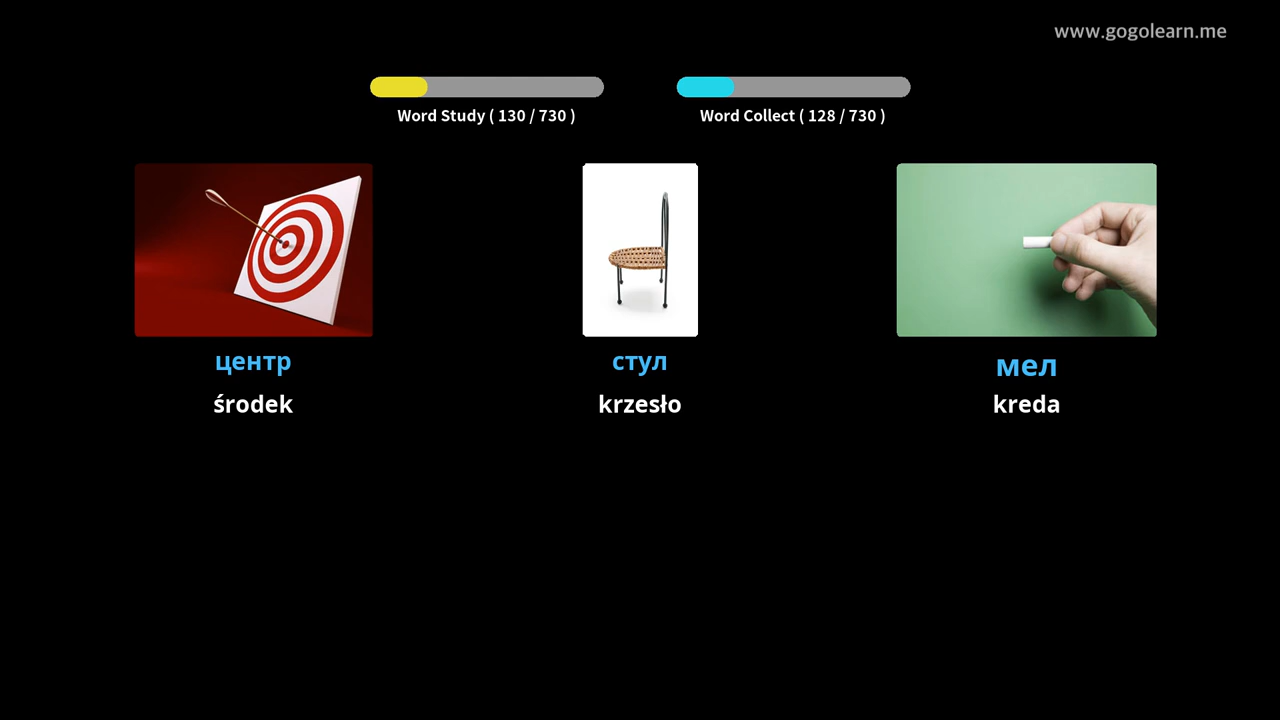 www.gogolearn.me
Word Study ( 130 / 730 )
Word Collect ( 128 / 730 )
центр
стул
мел
środek
krzesło
kreda